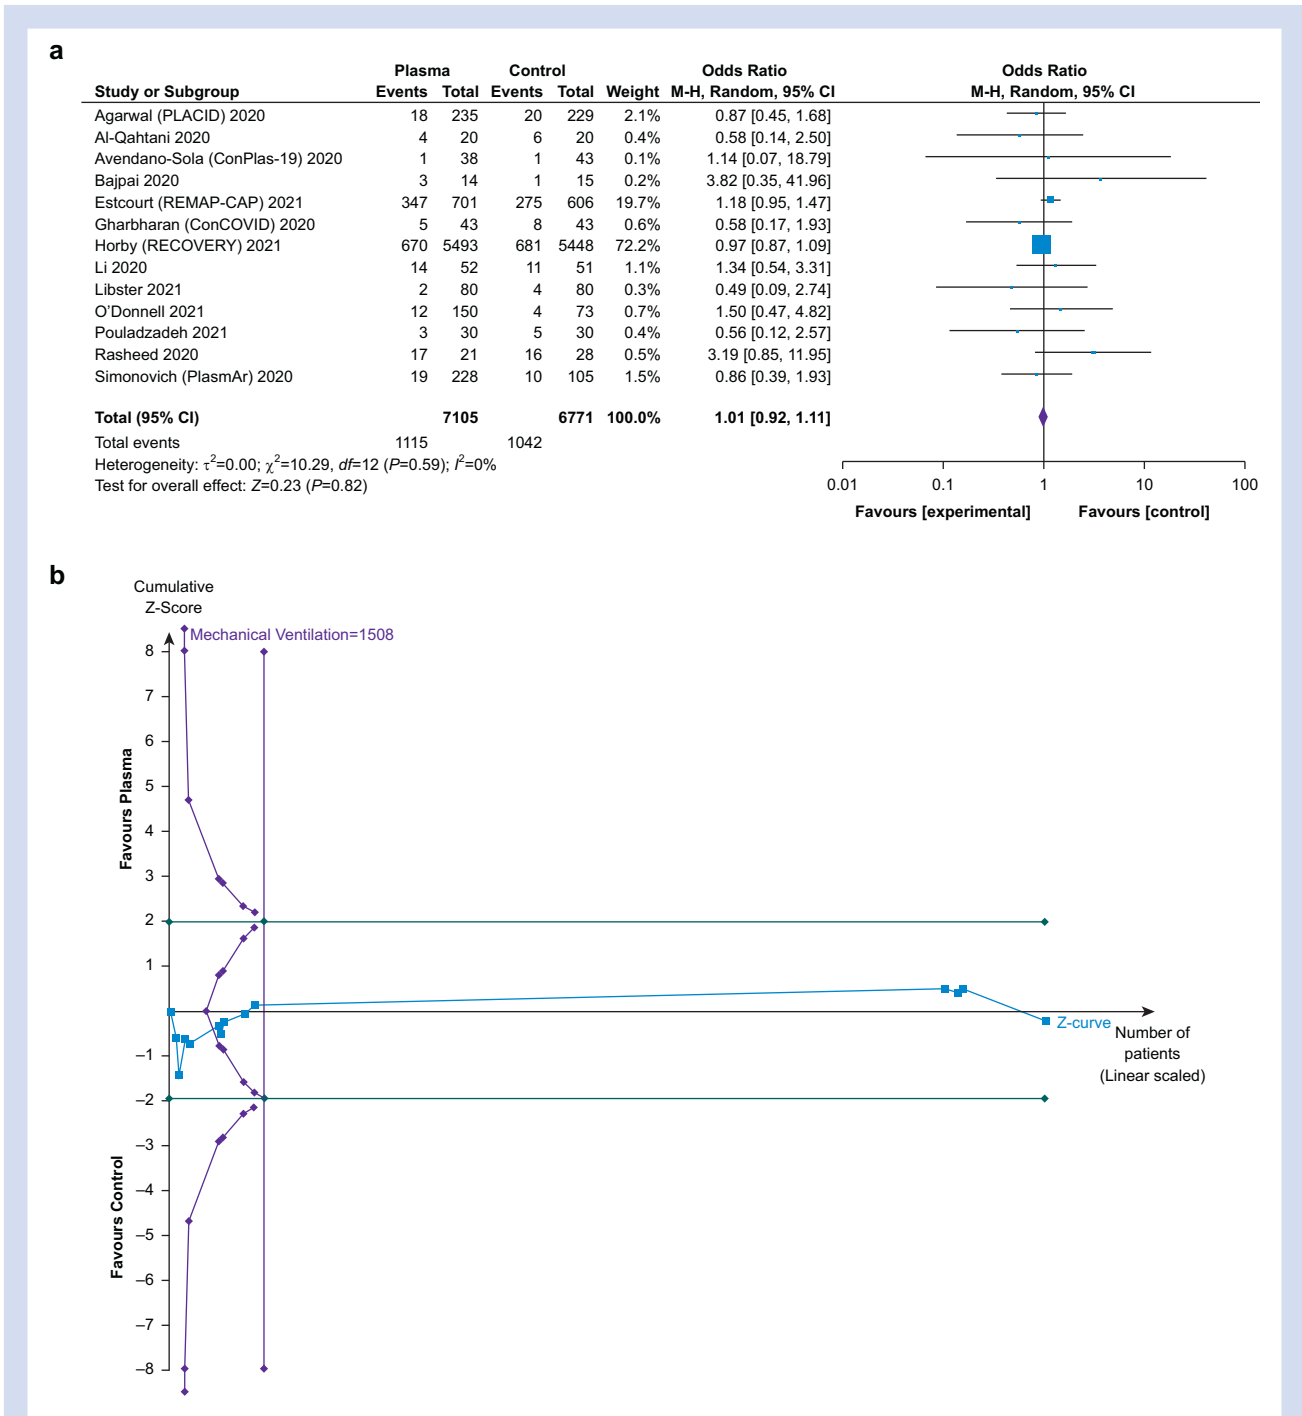 a
Plasma Control Odds Ratio Odds Ratio
Study or Subgroup Events Total Events Total Weight M-H, Random, 95% CI M-H, Random, 95% CI
Agarwal (PLACID) 2020 18 235 20 229 2.1% 0.87 [0.45, 1.68]
Al-Qahtani 2020 4 20 6 20 0.4% 0.58 [0.14, 2.50]
Avendano-Sola (ConPlas-19) 2020 1 38 1 43 0.1% 1.14 [0.07, 18.79]
Bajpai 2020 3 14 1 15 0.2% 3.82 [0.35, 41.96]
Estcourt (REMAP-CAP) 2021 347 701 275 606 19.7% 1.18 [0.95, 1.47]
Gharbharan (ConCOVID) 2020 5 43 8 43 0.6% 0.58 [0.17, 1.93]
Horby (RECOVERY) 2021 670 5493 681 5448 72.2% 0.97 [0.87, 1.09]
Li 2020 14 52 11 51 1.1% 1.34 [0.54, 3.31]
Libster 2021 2 80 4 80 0.3% 0.49 [0.09, 2.74]
O'Donnell 2021 12 150 4 73 0.7% 1.50 [0.47, 4.82]
Pouladzadeh 2021 3 30 5 30 0.4% 0.56 [0.12, 2.57]
Rasheed 2020 17 21 16 28 0.5% 3.19 [0.85, 11.95]
Simonovich (PlasmAr) 2020 19 228 10 105 1.5% 0.86 [0.39, 1.93]
Total (95% CI) 7105 6771 100.0% 1.01 [0.92, 1.11]
Total events 1115 1042
Heterogeneity: τ²=0.00; χ²=10.29, df=12 (P=0.59); I²=0%
Test for overall effect: Z=0.23 (P=0.82)
0.01 0.1 1 10 100
Favours [experimental] Favours [control]
b
Cumulative
Z-Score
Mechanical Ventilation=1508
8
7
6
5
4
3
2
1
–1
–2
–3
–4
–5
–6
–7
–8
Favours Plasma
Favours Control
Z-curve
Number of
patients
(Linear scaled)